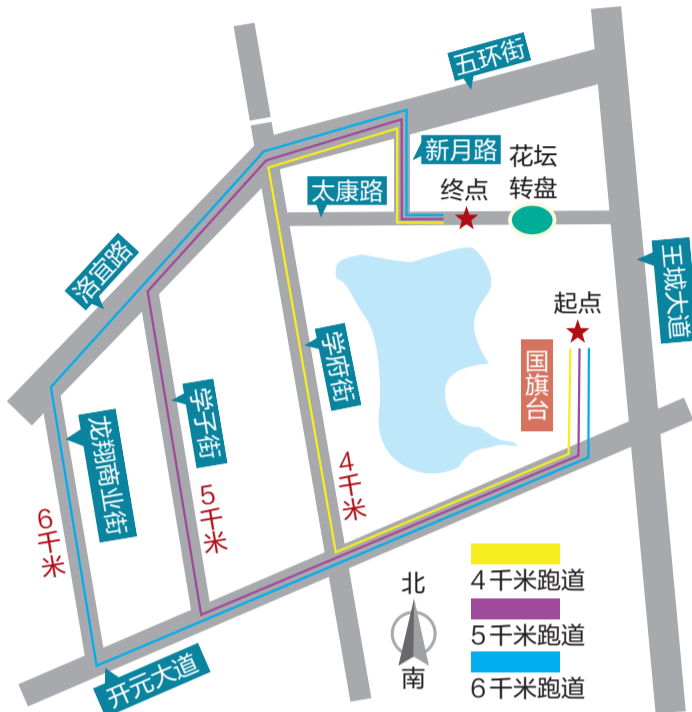 五环街
新月路
花坛
转盘
太康路
终点
洛宜路
王城大道
起点
国旗台
学府街
学子街
龙翔商业街
4千米
5千米
6千米
开元大道
北
南
4千米跑道
5千米跑道
6千米跑道